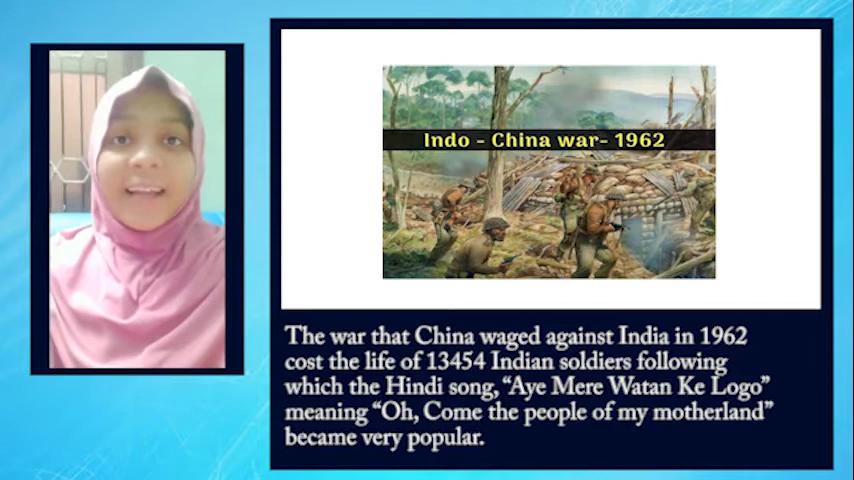 Indo - China war- 1962
The war that China waged against India in 1962
cost the life of 13454 Indian soldiers following
which the Hindi song, “Aye Mere Watan Ke Logo”
meaning “Oh, Come the people of my motherland”
became very popular.